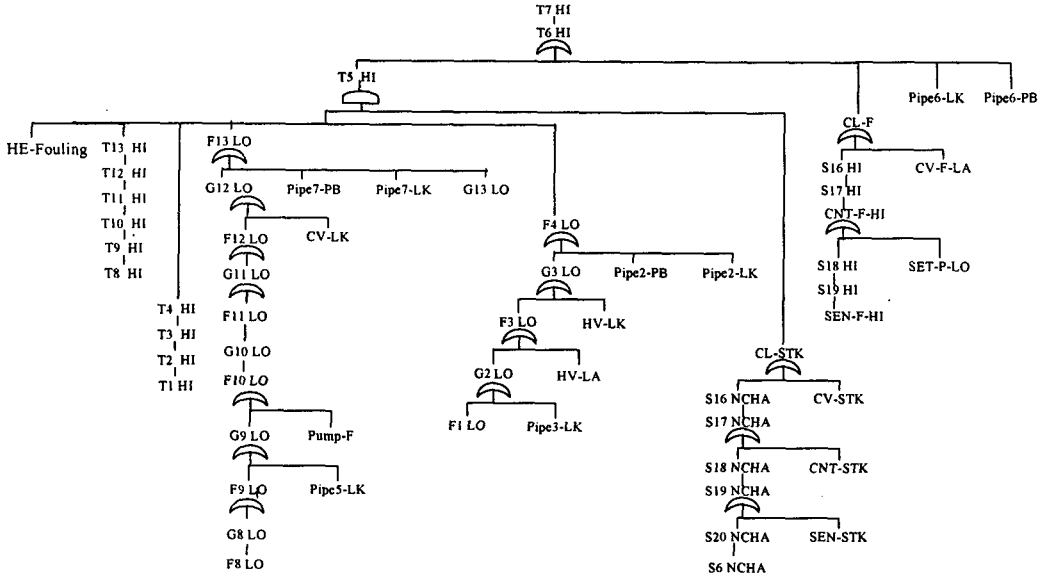 T7 HI
T6 HI
T5 HI
Pipe6-LK
Pipe6-PB
CL-F
HE-Fouling
T13 HI
T12 HI
T11 HI
T10 HI
T9 HI
T8 HI
T4 HI
T3 HI
T2 HI
T1 HI
F13 LO
G12 LO
Pipe7-PB
Pipe7-LK
G13 LO
F12 LO
CV-LK
G11 LO
F11 LO
G10 LO
F10 LO
G9 LO
Pump-F
F9 LO
Pipe5-LK
G8 LO
F8 LO
F4 LO
G3 LO
Pipe2-PB
Pipe2-LK
F3 LO
HV-LK
G2 LO
HV-LA
F1 LO
Pipe3-LK
S16 HI
CV-F-LA
S17 HI
CNT-F-HI
S18 HI
SET-P-LO
S19 HI
SEN-F-HI
CL-STK
S16 NCHA
CV-STK
S17 NCHA
S18 NCHA
CNT-STK
S19 NCHA
S20 NCHA
SEN-STK
S6 NCHA